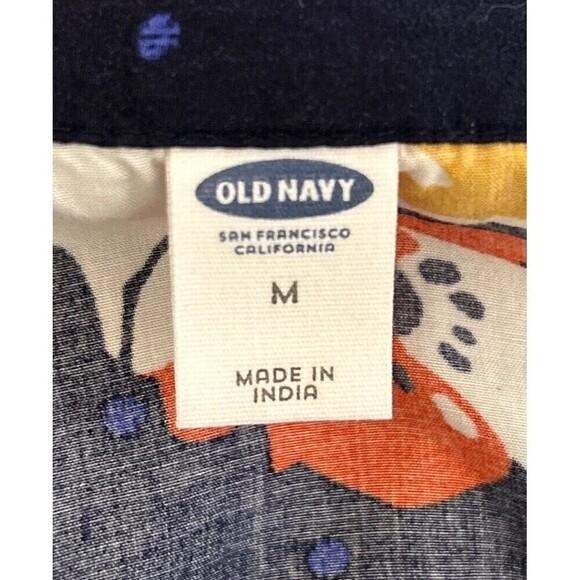 OLD NAVY
SAN FRANCISCO
CALIFORNIA
M
MADE IN
INDIA